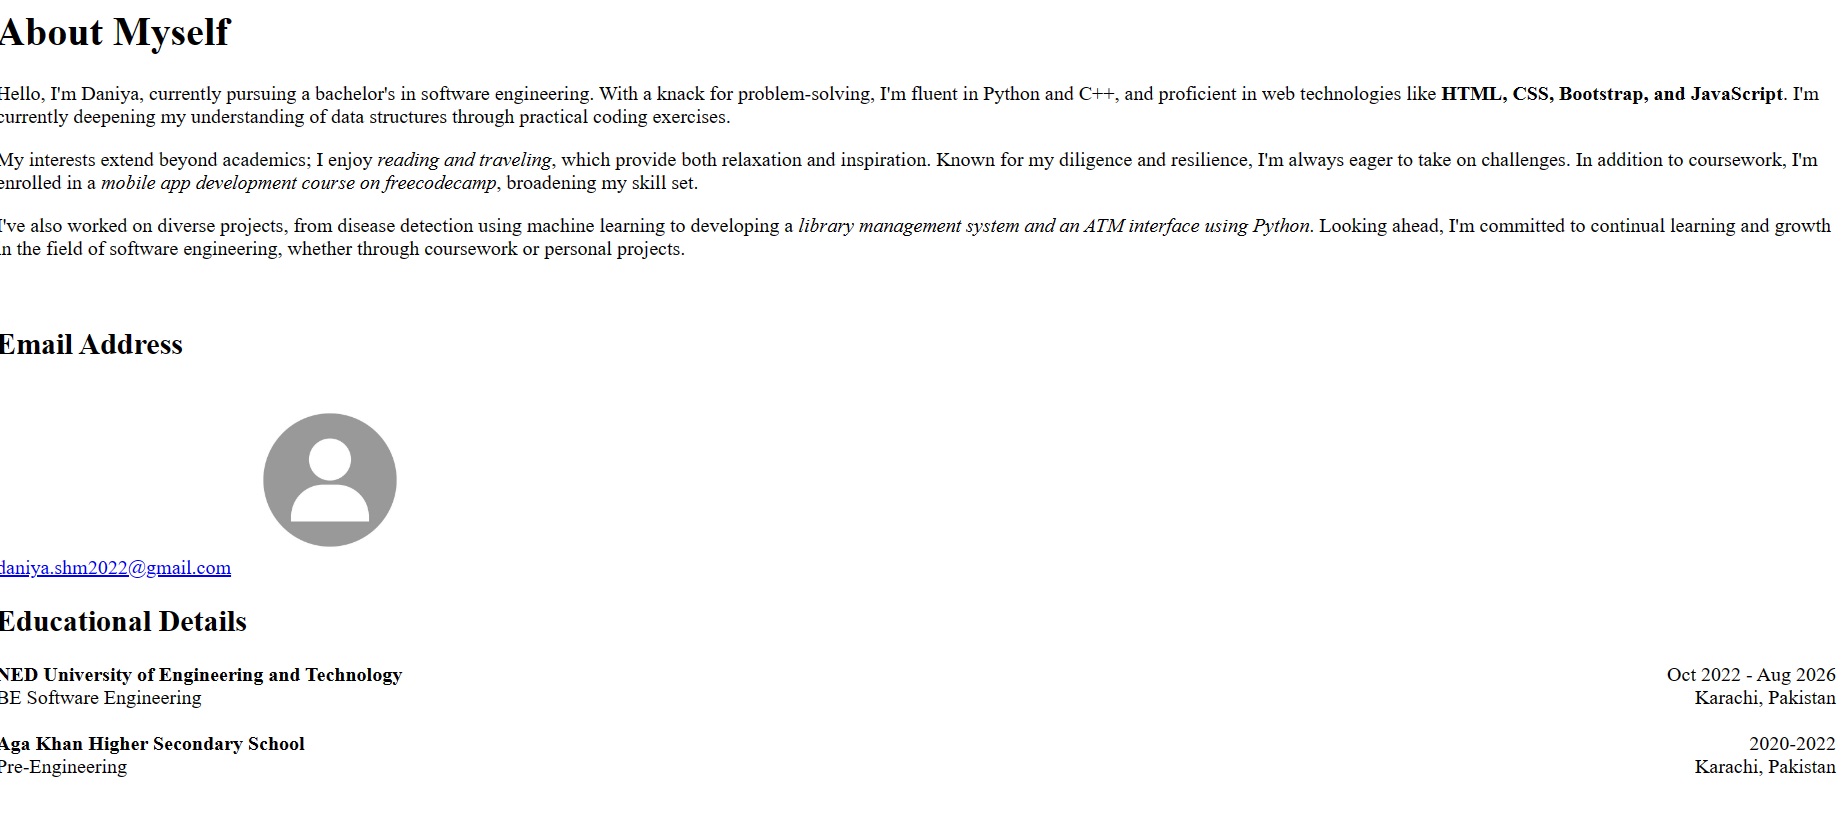 About Myself
Hello, I'm Daniya, currently pursuing a bachelor's in software engineering. With a knack for problem-solving, I'm fluent in Python and C++, and proficient in web technologies like HTML, CSS, Bootstrap, and JavaScript. I'm
currently deepening my understanding of data structures through practical coding exercises.
My interests extend beyond academics; I enjoy reading and traveling, which provide both relaxation and inspiration. Known for my diligence and resilience, I'm always eager to take on challenges. In addition to coursework, I'm
enrolled in a mobile app development course on freecodecamp, broadening my skill set.
I've also worked on diverse projects, from disease detection using machine learning to developing a library management system and an ATM interface using Python. Looking ahead, I'm committed to continual learning and growth
in the field of software engineering, whether through coursework or personal projects.
Email Address
daniya.shm2022@gmail.com
Educational Details
NED University of Engineering and Technology Oct 2022 - Aug 2026
BE Software Engineering Karachi, Pakistan
Aga Khan Higher Secondary School 2020-2022
Pre-Engineering Karachi, Pakistan